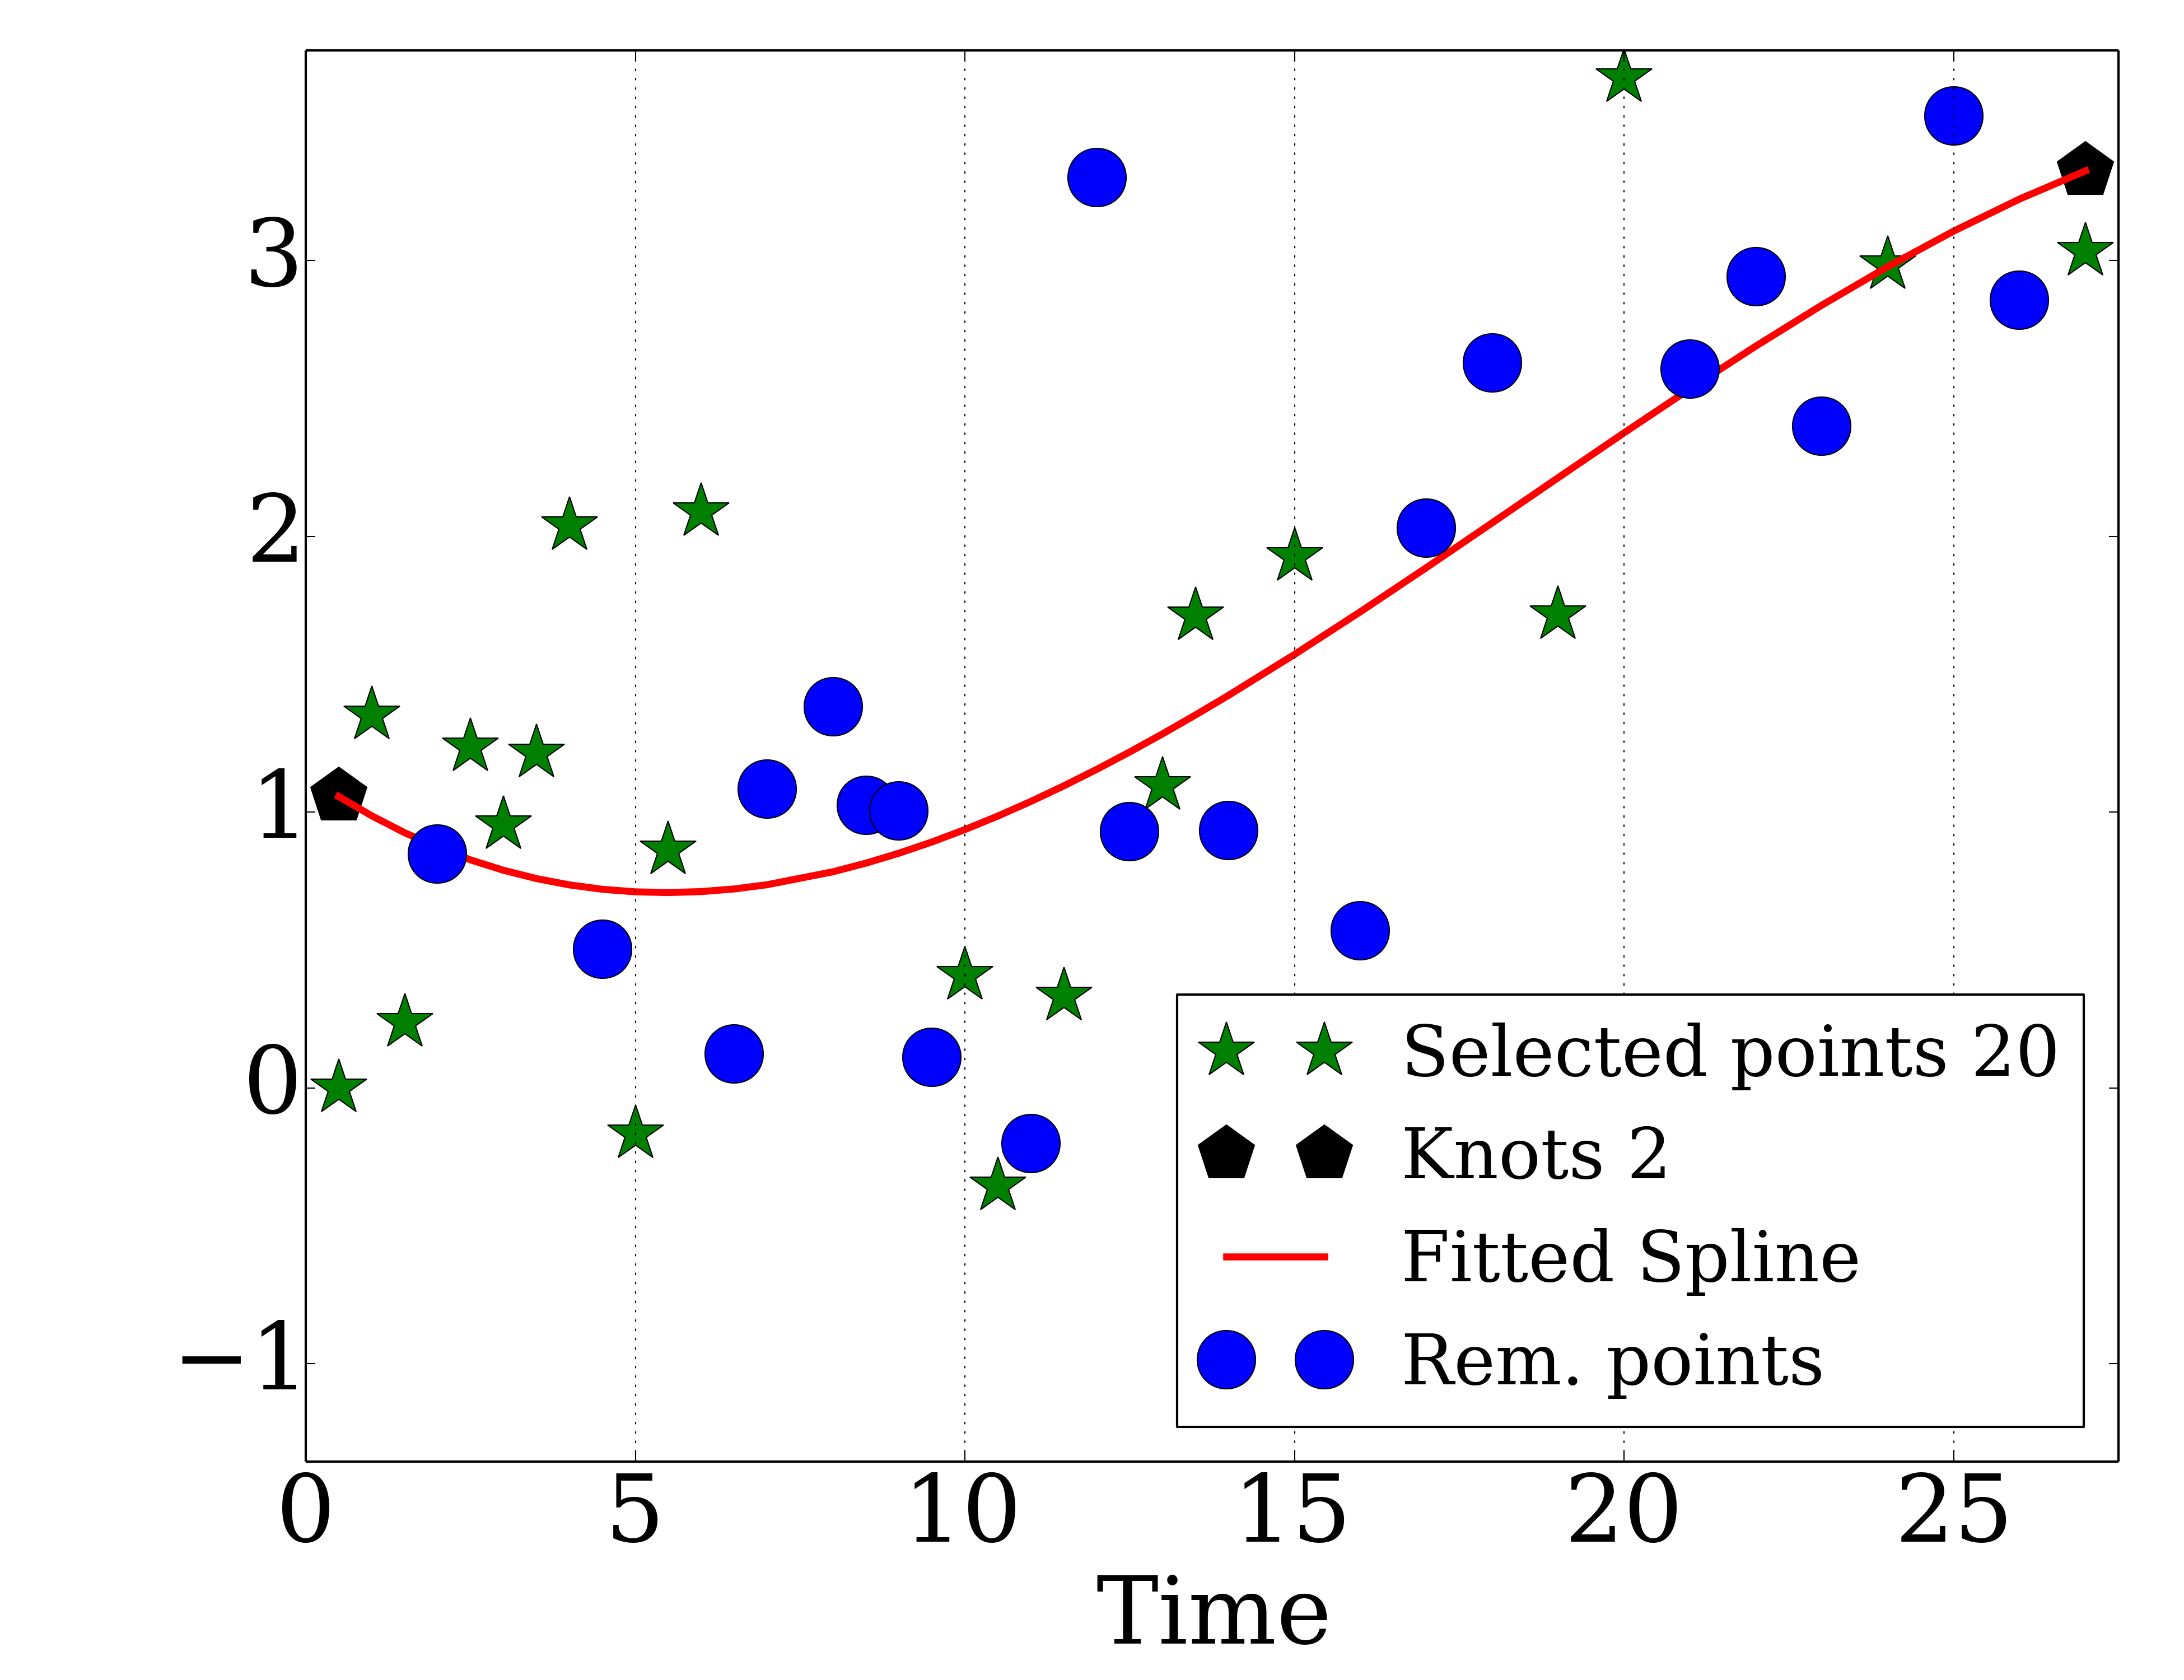 3
2
1
0
−1
Selected points 20
Knots 2
Fitted Spline
Rem. points
0 5 10 15 20 25
Time